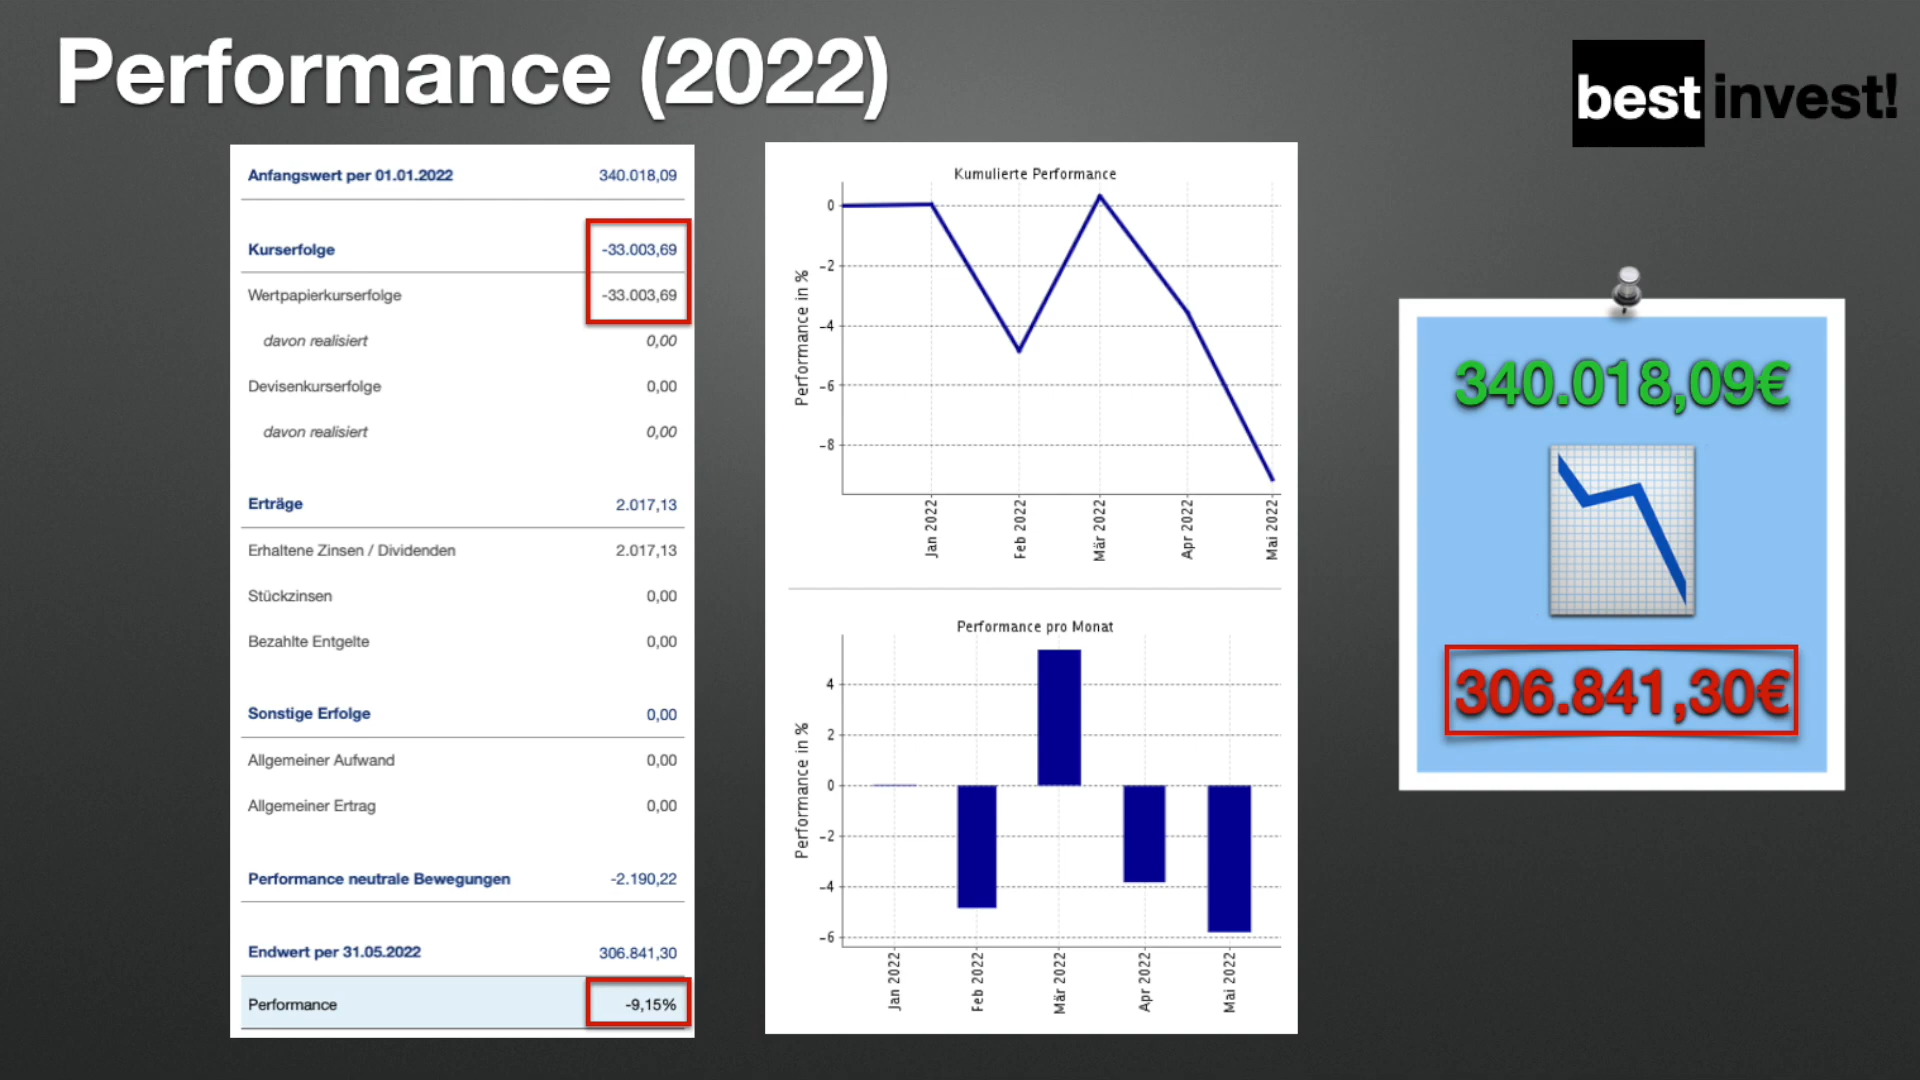 Performance (2022)
best invest!
Anfangswert per 01.01.2022 340.018,09
Kurserfolge -33.003,69
Wertpapierkurserfolge -33.003,69
davon realisiert 0,00
Devisenkurserfolge 0,00
davon realisiert 0,00
Erträge 2.017,13
Erhaltene Zinsen / Dividenden 2.017,13
Stückzinsen 0,00
Bezahlte Entgelte 0,00
Sonstige Erfolge 0,00
Allgemeiner Aufwand 0,00
Allgemeiner Ertrag 0,00
Performance neutrale Bewegungen -2.190,22
Endwert per 31.05.2022 306.841,30
Performance -9,15%
Kumulierte Performance
Performance in %
0
-2
-4
-6
-8
Jan 2022
Feb 2022
Mär 2022
Apr 2022
Mai 2022
Performance pro Monat
Performance in %
4
2
0
-2
-4
-6
Jan 2022
Feb 2022
Mär 2022
Apr 2022
Mai 2022
340.018,09€
306.841,30€